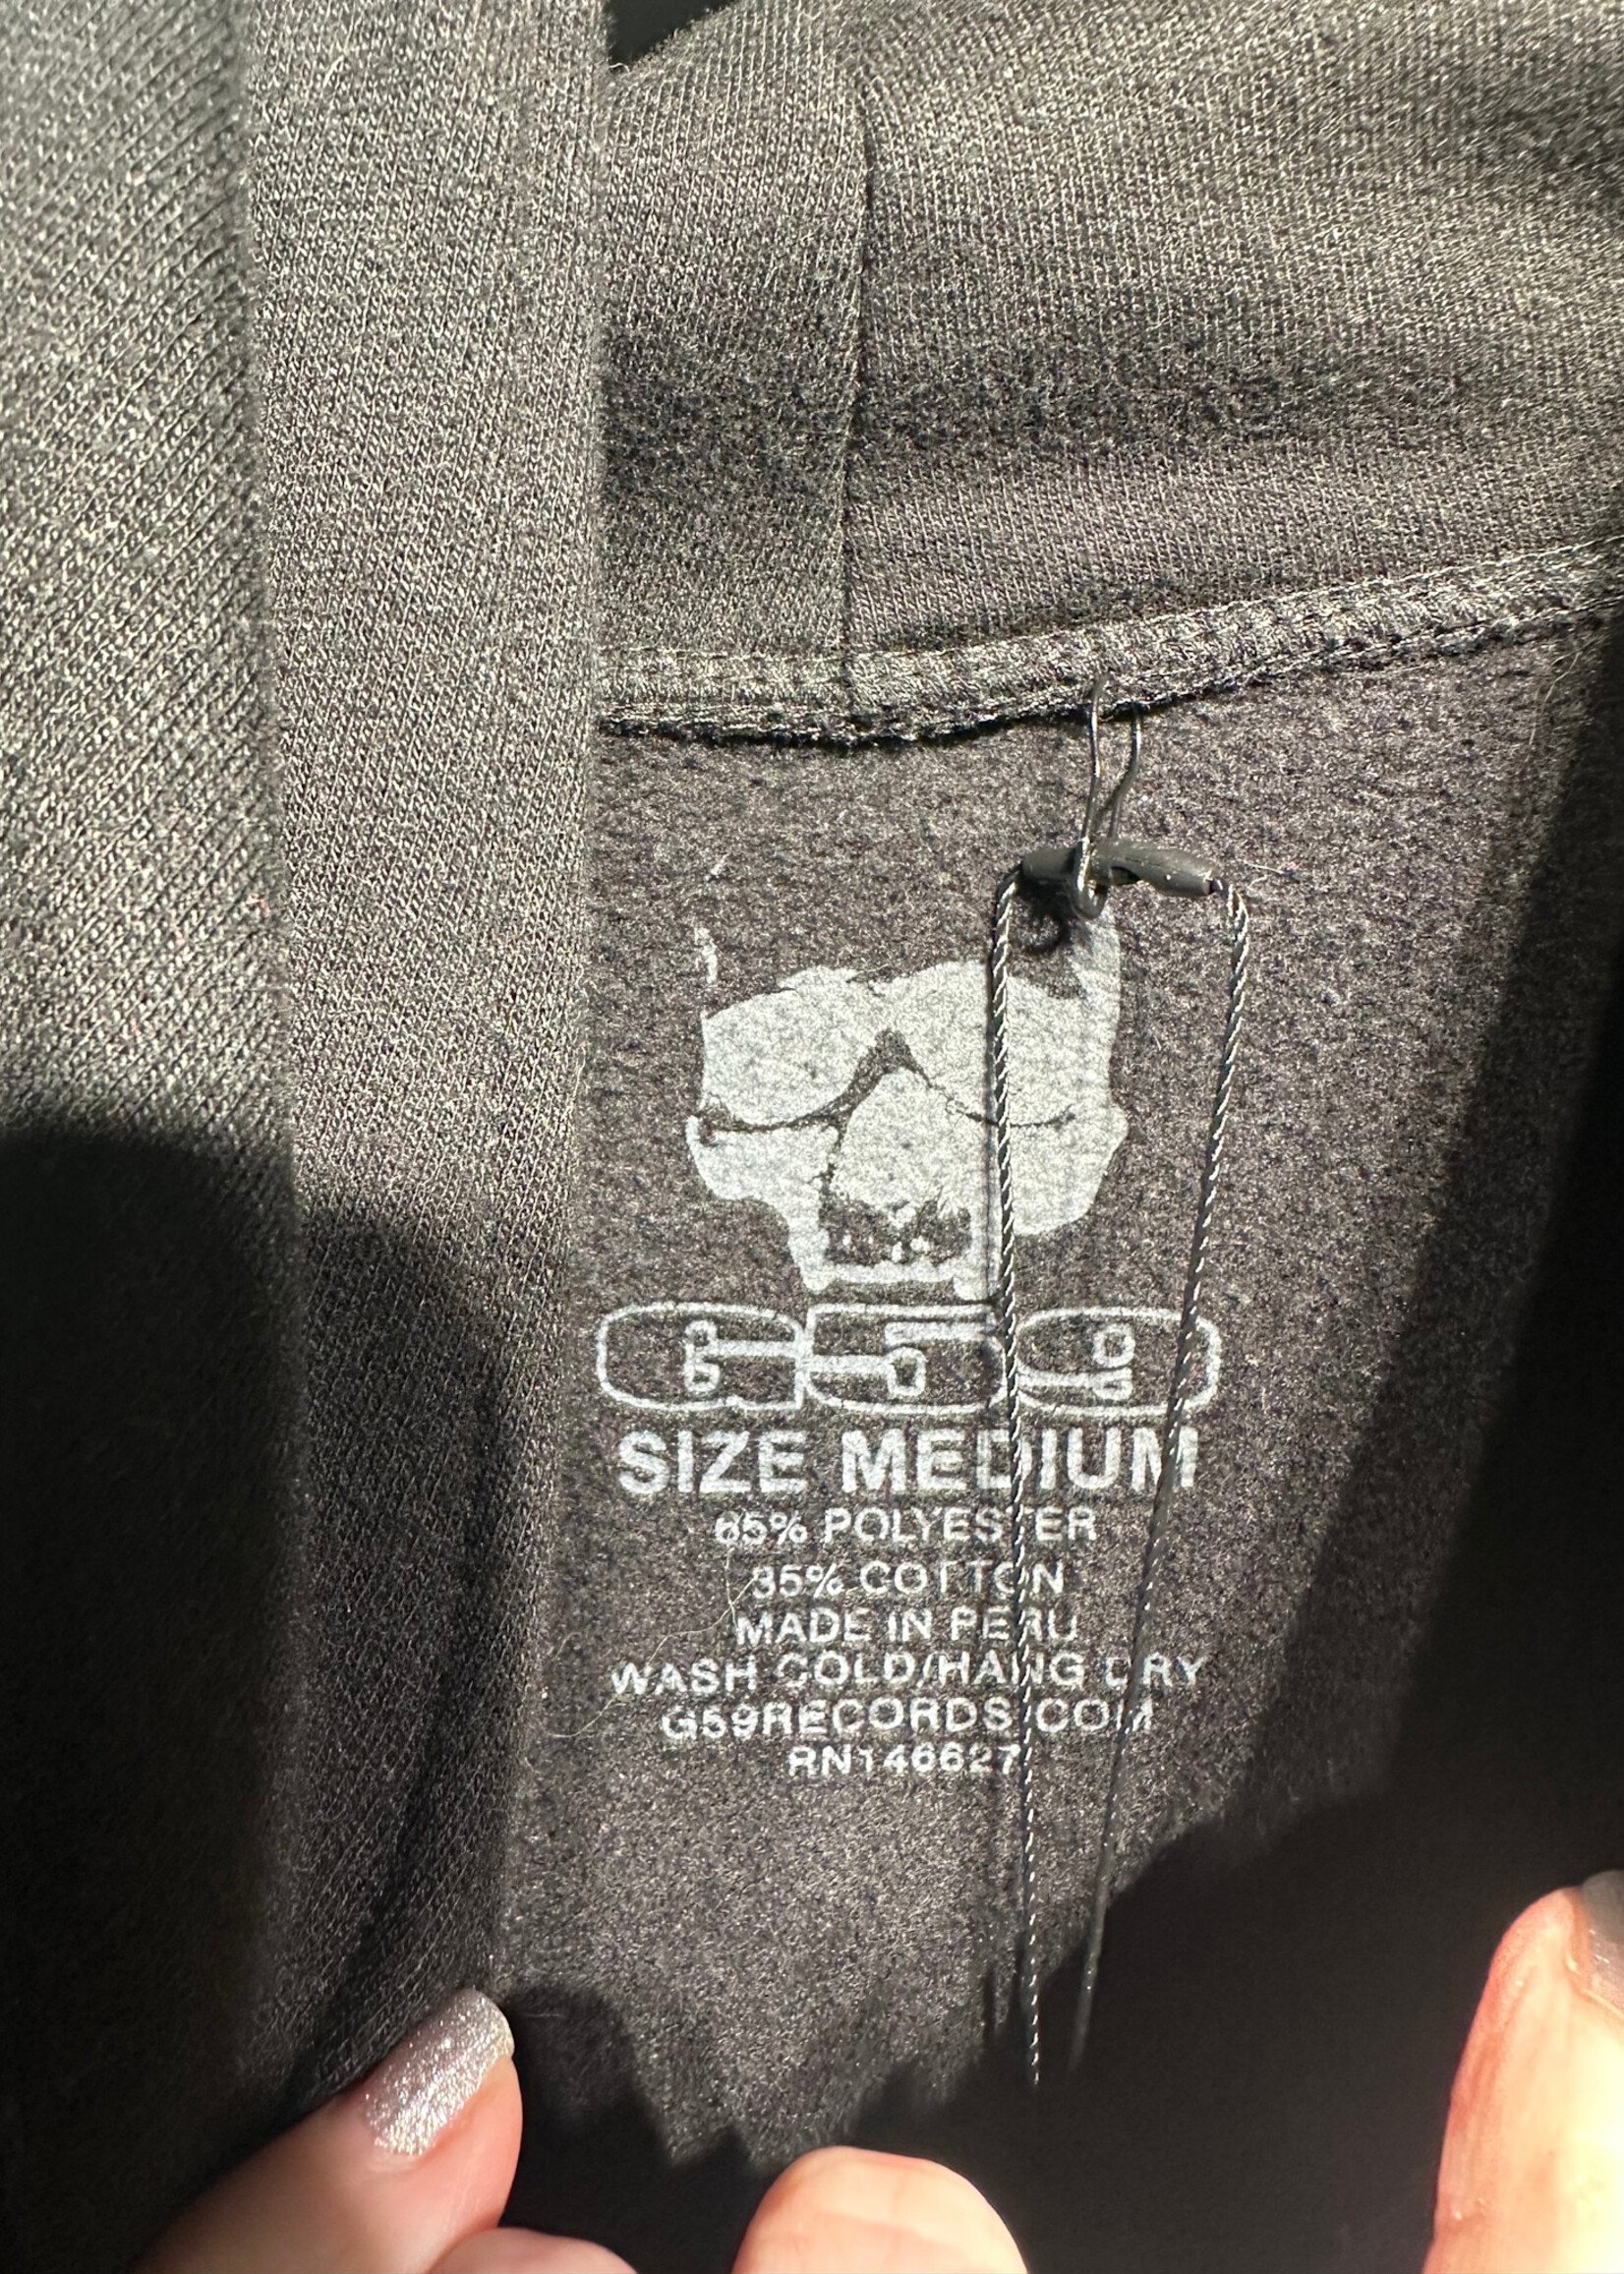 G59
SIZE MEDIUM
65% POLYESTER
35% COTTON
MADE IN PERU
WASH COLD/HANG DRY
G59RECORDS.COM
RN146627